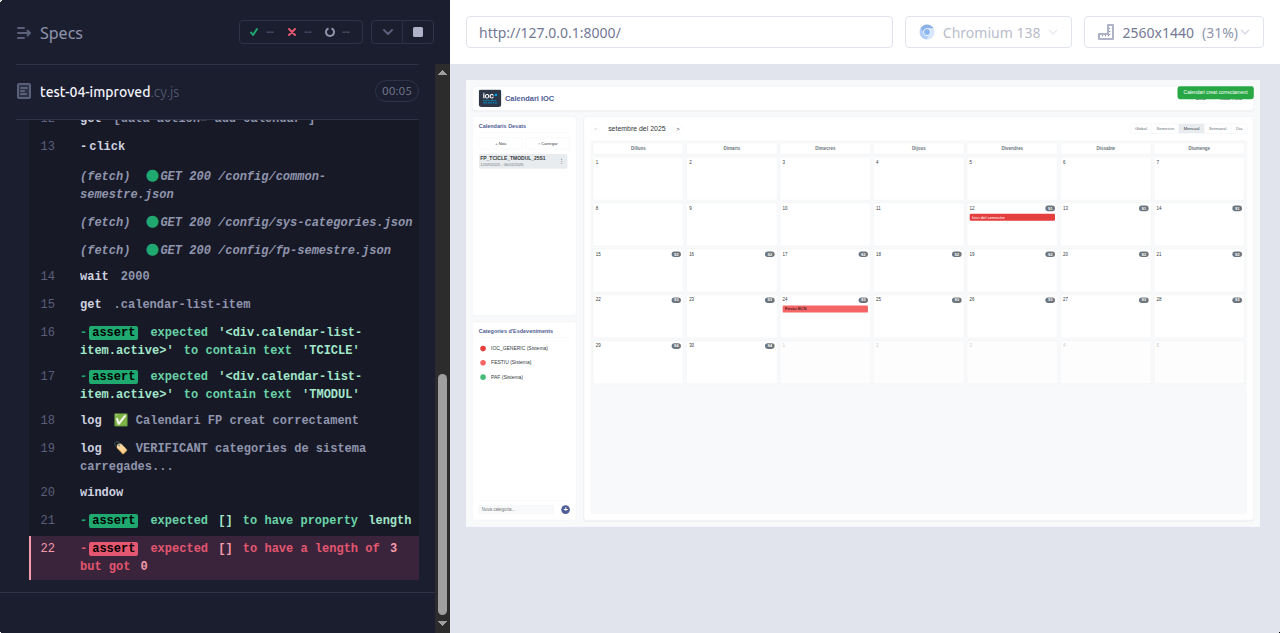 Specs
--
--
--
test-04-improved.cy.js
00:05
12 get [data-action="add-calendar"]
13 -click
(fetch) GET 200 /config/common-
semestre.json
(fetch) GET 200 /config/sys-categories.json
(fetch) GET 200 /config/fp-semestre.json
14 wait 2000
15 get .calendar-list-item
16 -assert expected '<div.calendar-list-
item.active>' to contain text 'TCICLE'
17 -assert expected '<div.calendar-list-
item.active>' to contain text 'TMODUL'
18 log ✅ Calendari FP creat correctament
19 log 🏷️ VERIFICANT categories de sistema
carregades...
20 window
21 -assert expected [] to have property length
22 -assert expected [] to have a length of 3
but got 0
http://127.0.0.1:8000/
Chromium 138
2560x1440 (31%)
ioc
Calendari IOC
Calendari creat correctament
Calendaris Desats
+ Nou
Carregar
FP_TCICLE_TMODUL_25S1
‹ setembre del 2025 ›
Global Semestre Mensual Setmanal Dia
Dilluns Dimarts Dimecres Dijous Divendres Dissabte Diumenge
1 2 3 4 5 6 7
8 9 10 11 12 13 14
Inici del semestre
15 16 17 18 19 20 21
22 23 24 25 26 27 28
Festiu BCN
29 30 1 2 3 4 5
Categories d'Esdeveniments
IOC_GENERIC (Sistema)
FESTIU (Sistema)
PAF (Sistema)
Nova categoria...
+